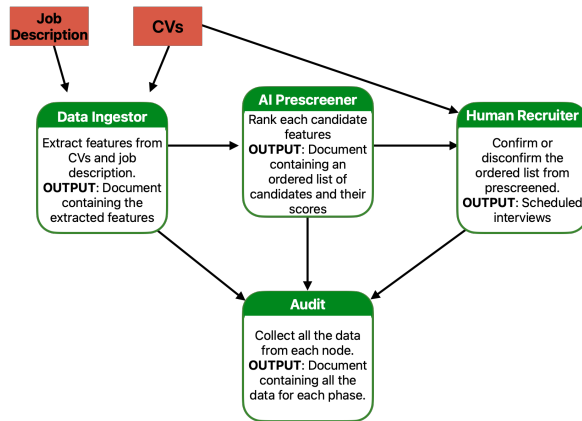 Job
Description
CVs
Data Ingestor
Extract features from
CVs and job
description.
OUTPUT: Document
containing the
extracted features
AI Prescreener
Rank each candidate
features
OUTPUT: Document
containing an
ordered list of
candidates and their
scores
Human Recruiter
Confirm or
disconfirm the
ordered list from
prescreened.
OUTPUT: Scheduled
interviews
Audit
Collect all the data
from each node.
OUTPUT: Document
containing all the
data for each phase.